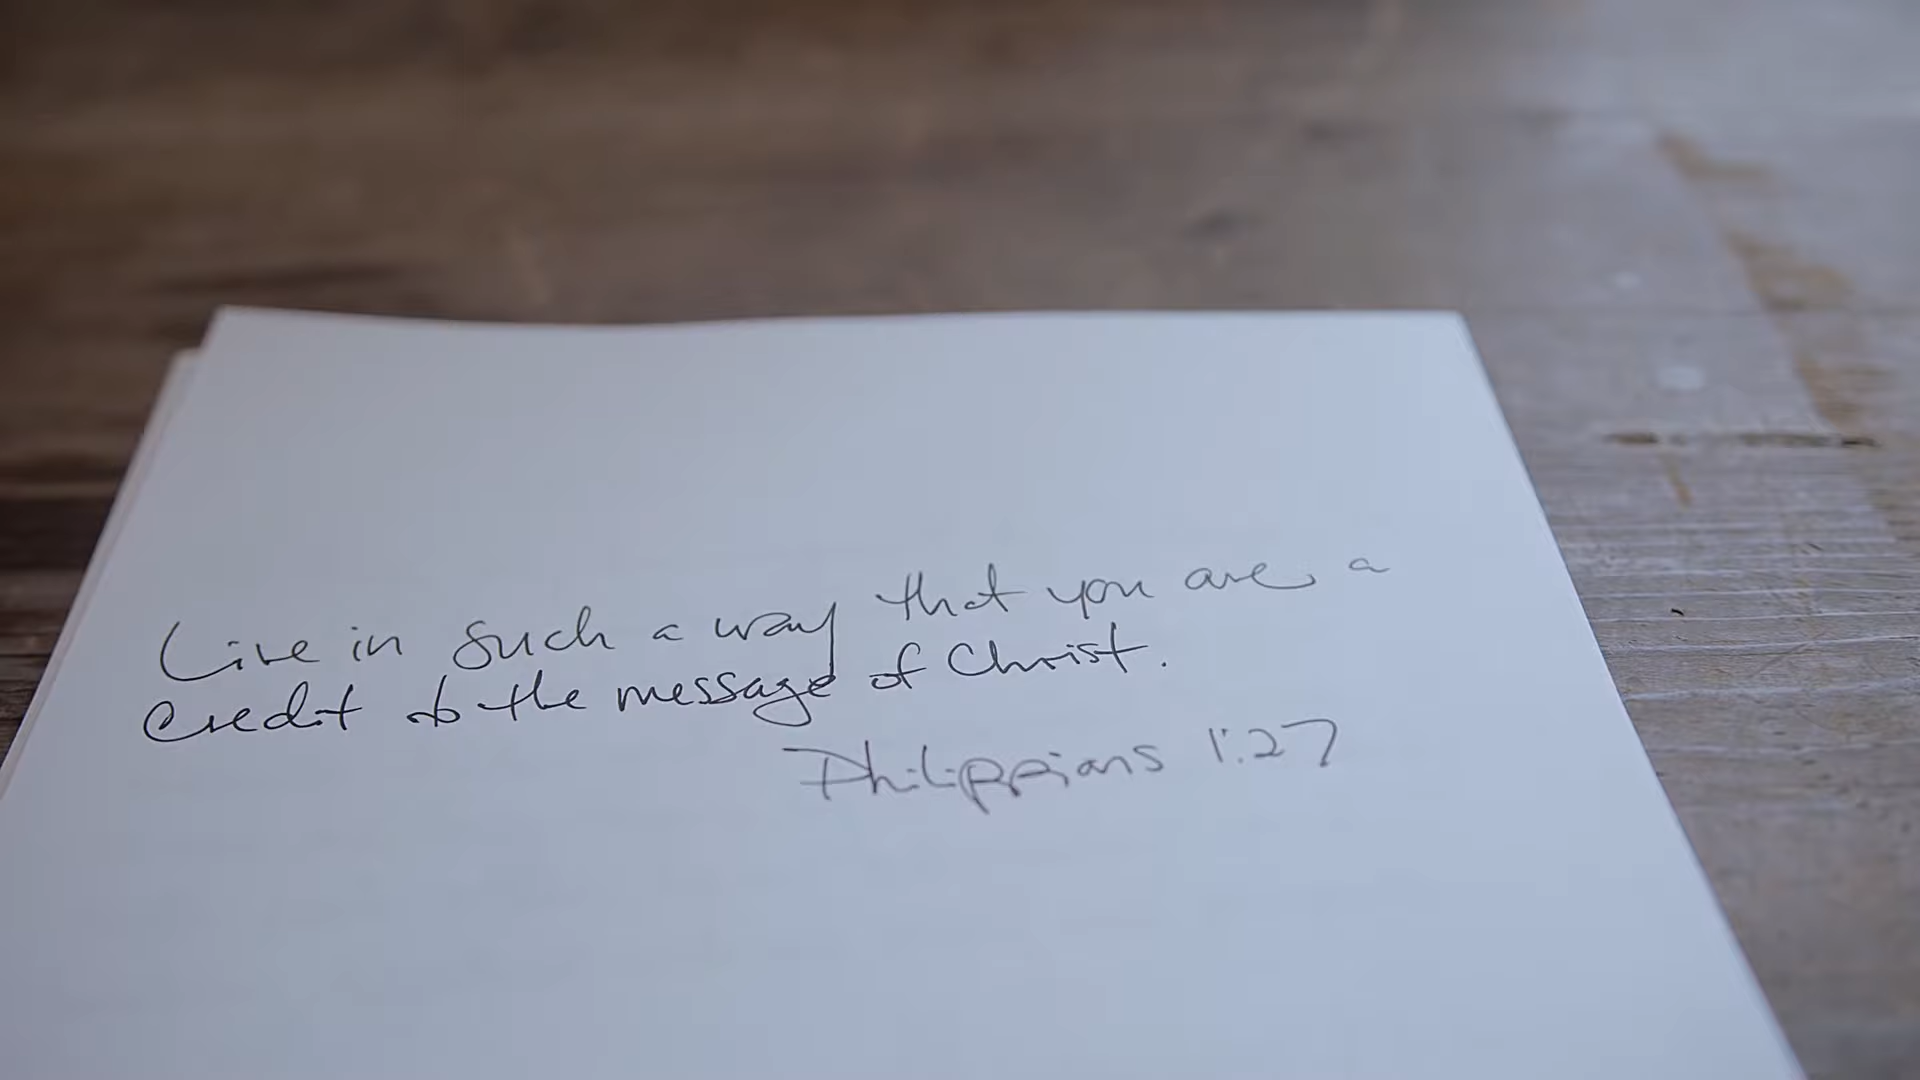 Live in such a way that you are a
Credit to the message of Christ.
Philippians 1:27